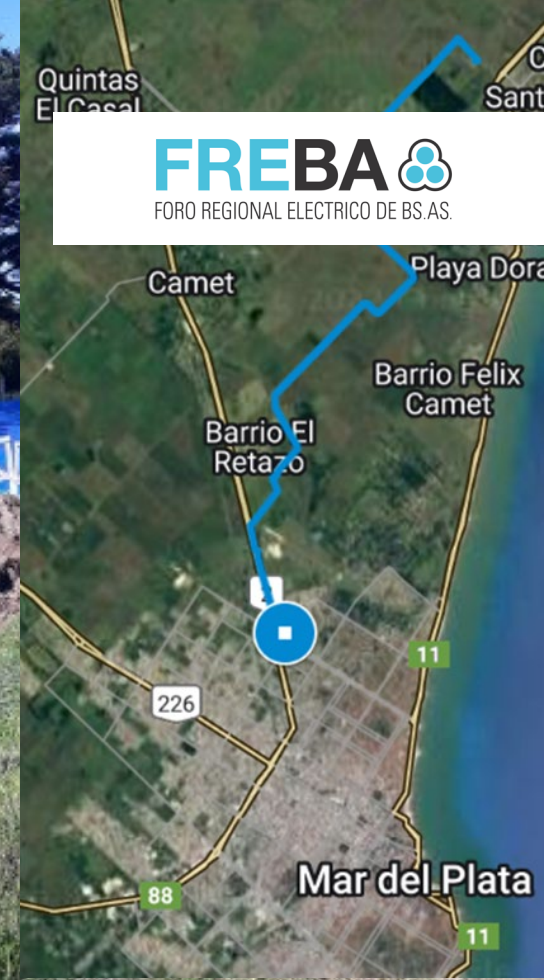 Quintas
El Casal
Sant
FREBA
FORO REGIONAL ELECTRICO DE BS.AS.
Camet
Playa Dora
Barrio Felix
Camet
Barrio El
Retazo
2
11
226
Mar del Plata
88
11